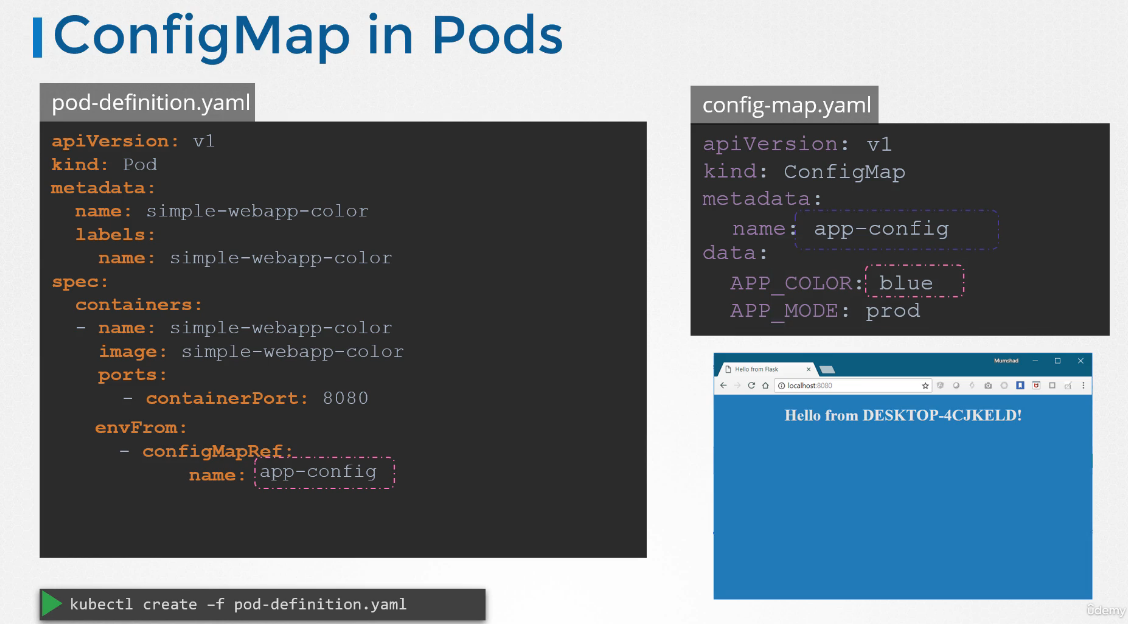 ConfigMap in Pods
pod-definition.yaml
apiVersion: v1
kind: Pod
metadata:
  name: simple-webapp-color
  labels:
    name: simple-webapp-color
spec:
  containers:
  - name: simple-webapp-color
    image: simple-webapp-color
    ports:
      - containerPort: 8080
    envFrom:
      - configMapRef:
            name: app-config
kubectl create –f pod-definition.yaml
config-map.yaml
apiVersion: v1
kind: ConfigMap
metadata:
  name: app-config
data:
  APP_COLOR: blue
  APP_MODE: prod
Mumshad
Hello from Flask
localhost:8080
Hello from DESKTOP-4CJKELD!
ûdemy